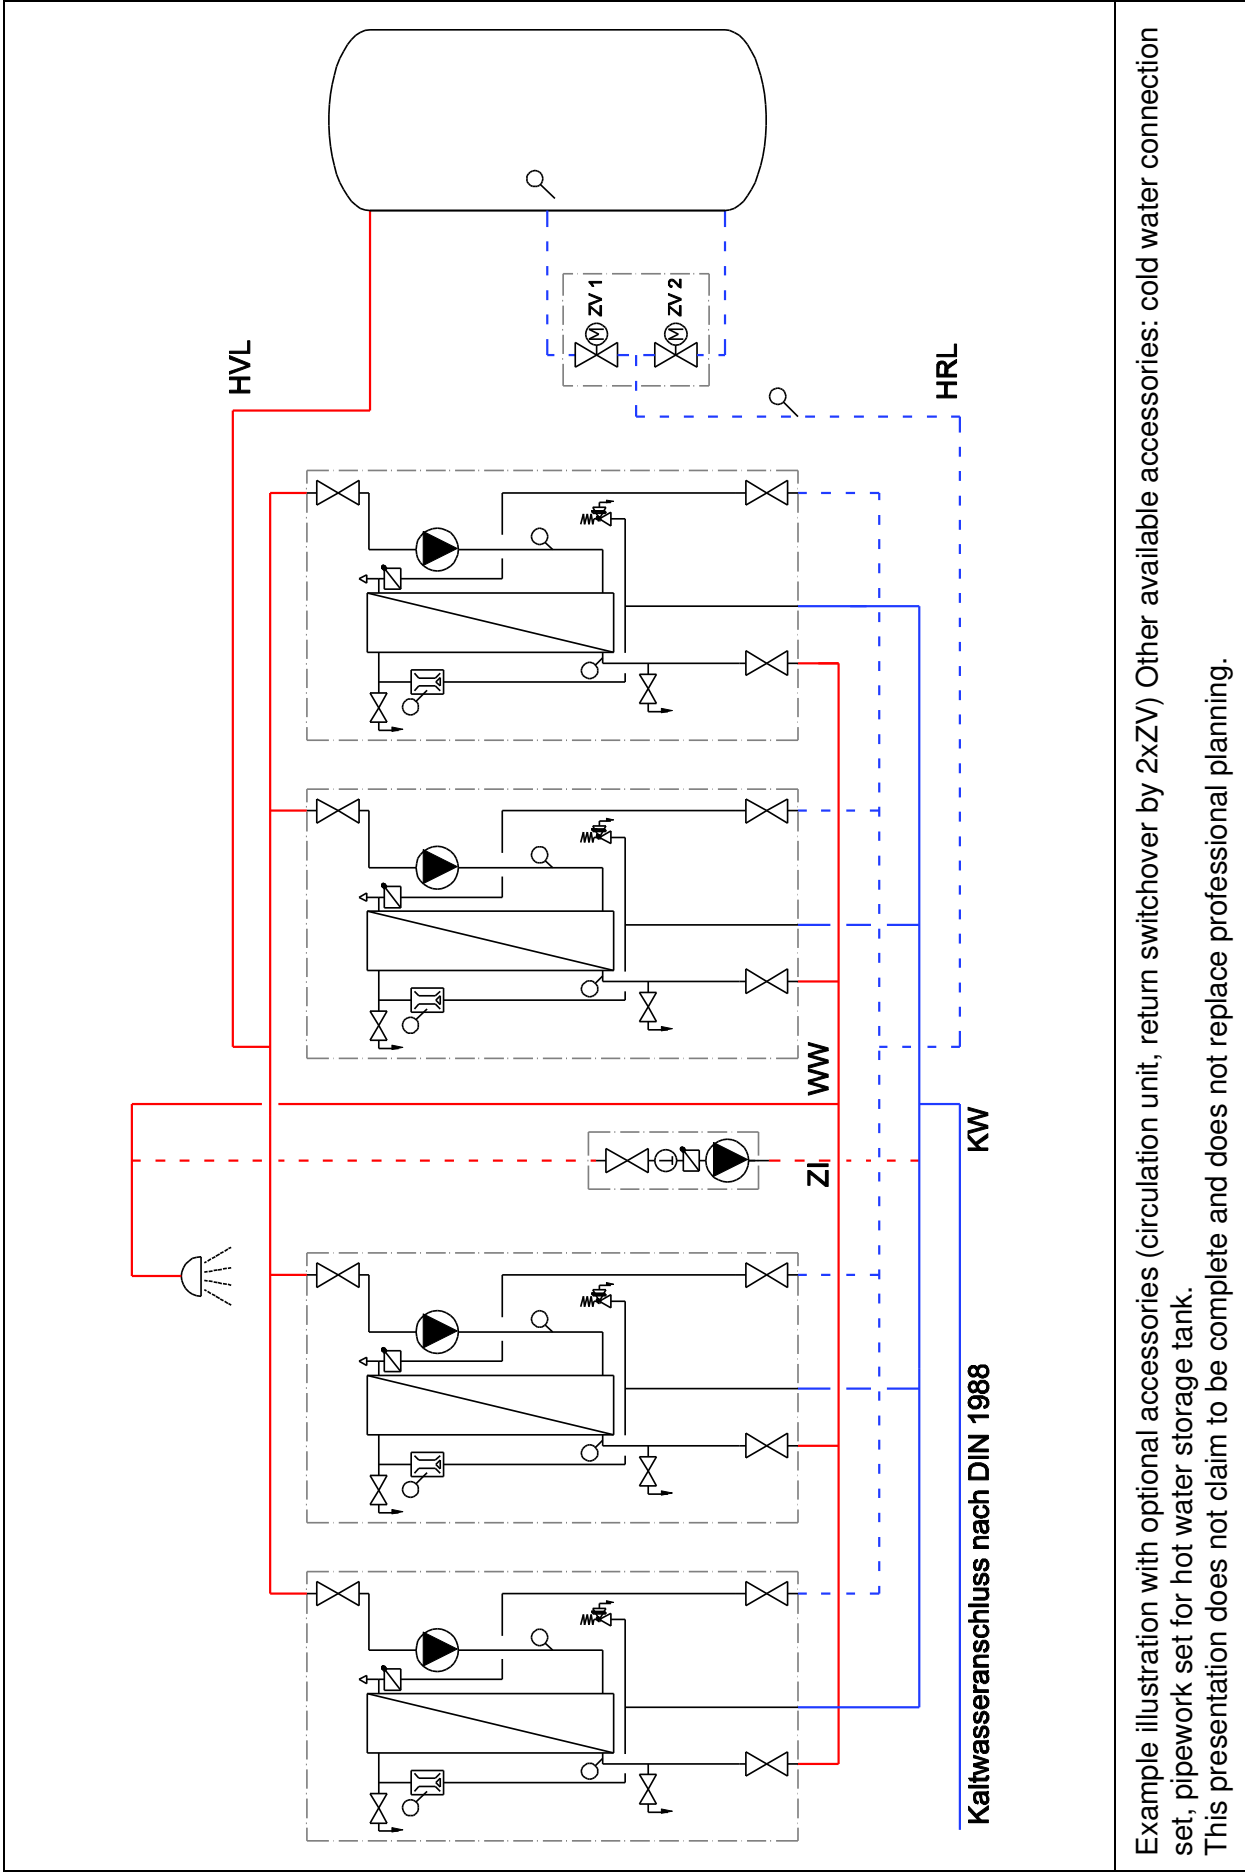 HVL
M ZV 1
M ZV 2
HRL
WW
ZI
T
KW
Kaltwasseranschluss nach DIN 1988
Example illustration with optional accessories (circulation unit, return switchover by 2xZV) Other available accessories: cold water connection
set, pipework set for hot water storage tank.
This presentation does not claim to be complete and does not replace professional planning.